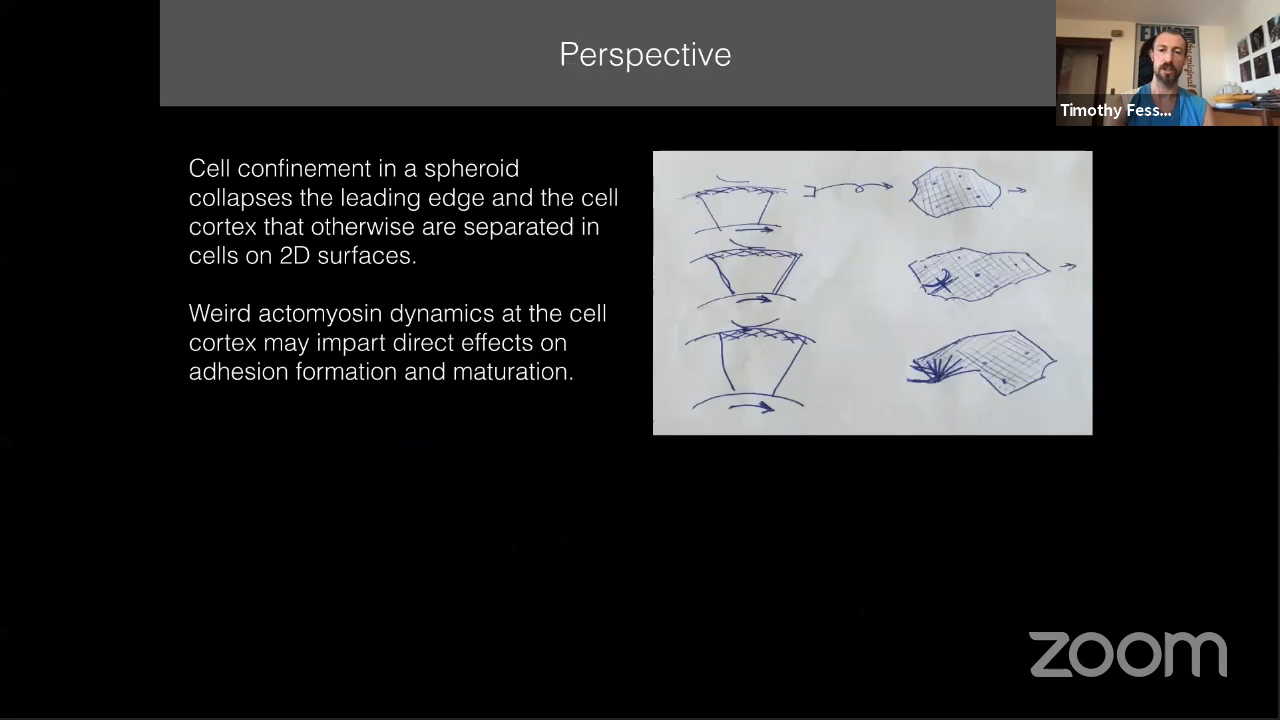 Perspective
Timothy Fess...
Cell confinement in a spheroid
collapses the leading edge and the cell
cortex that otherwise are separated in
cells on 2D surfaces.
Weird actomyosin dynamics at the cell
cortex may impart direct effects on
adhesion formation and maturation.
zoom